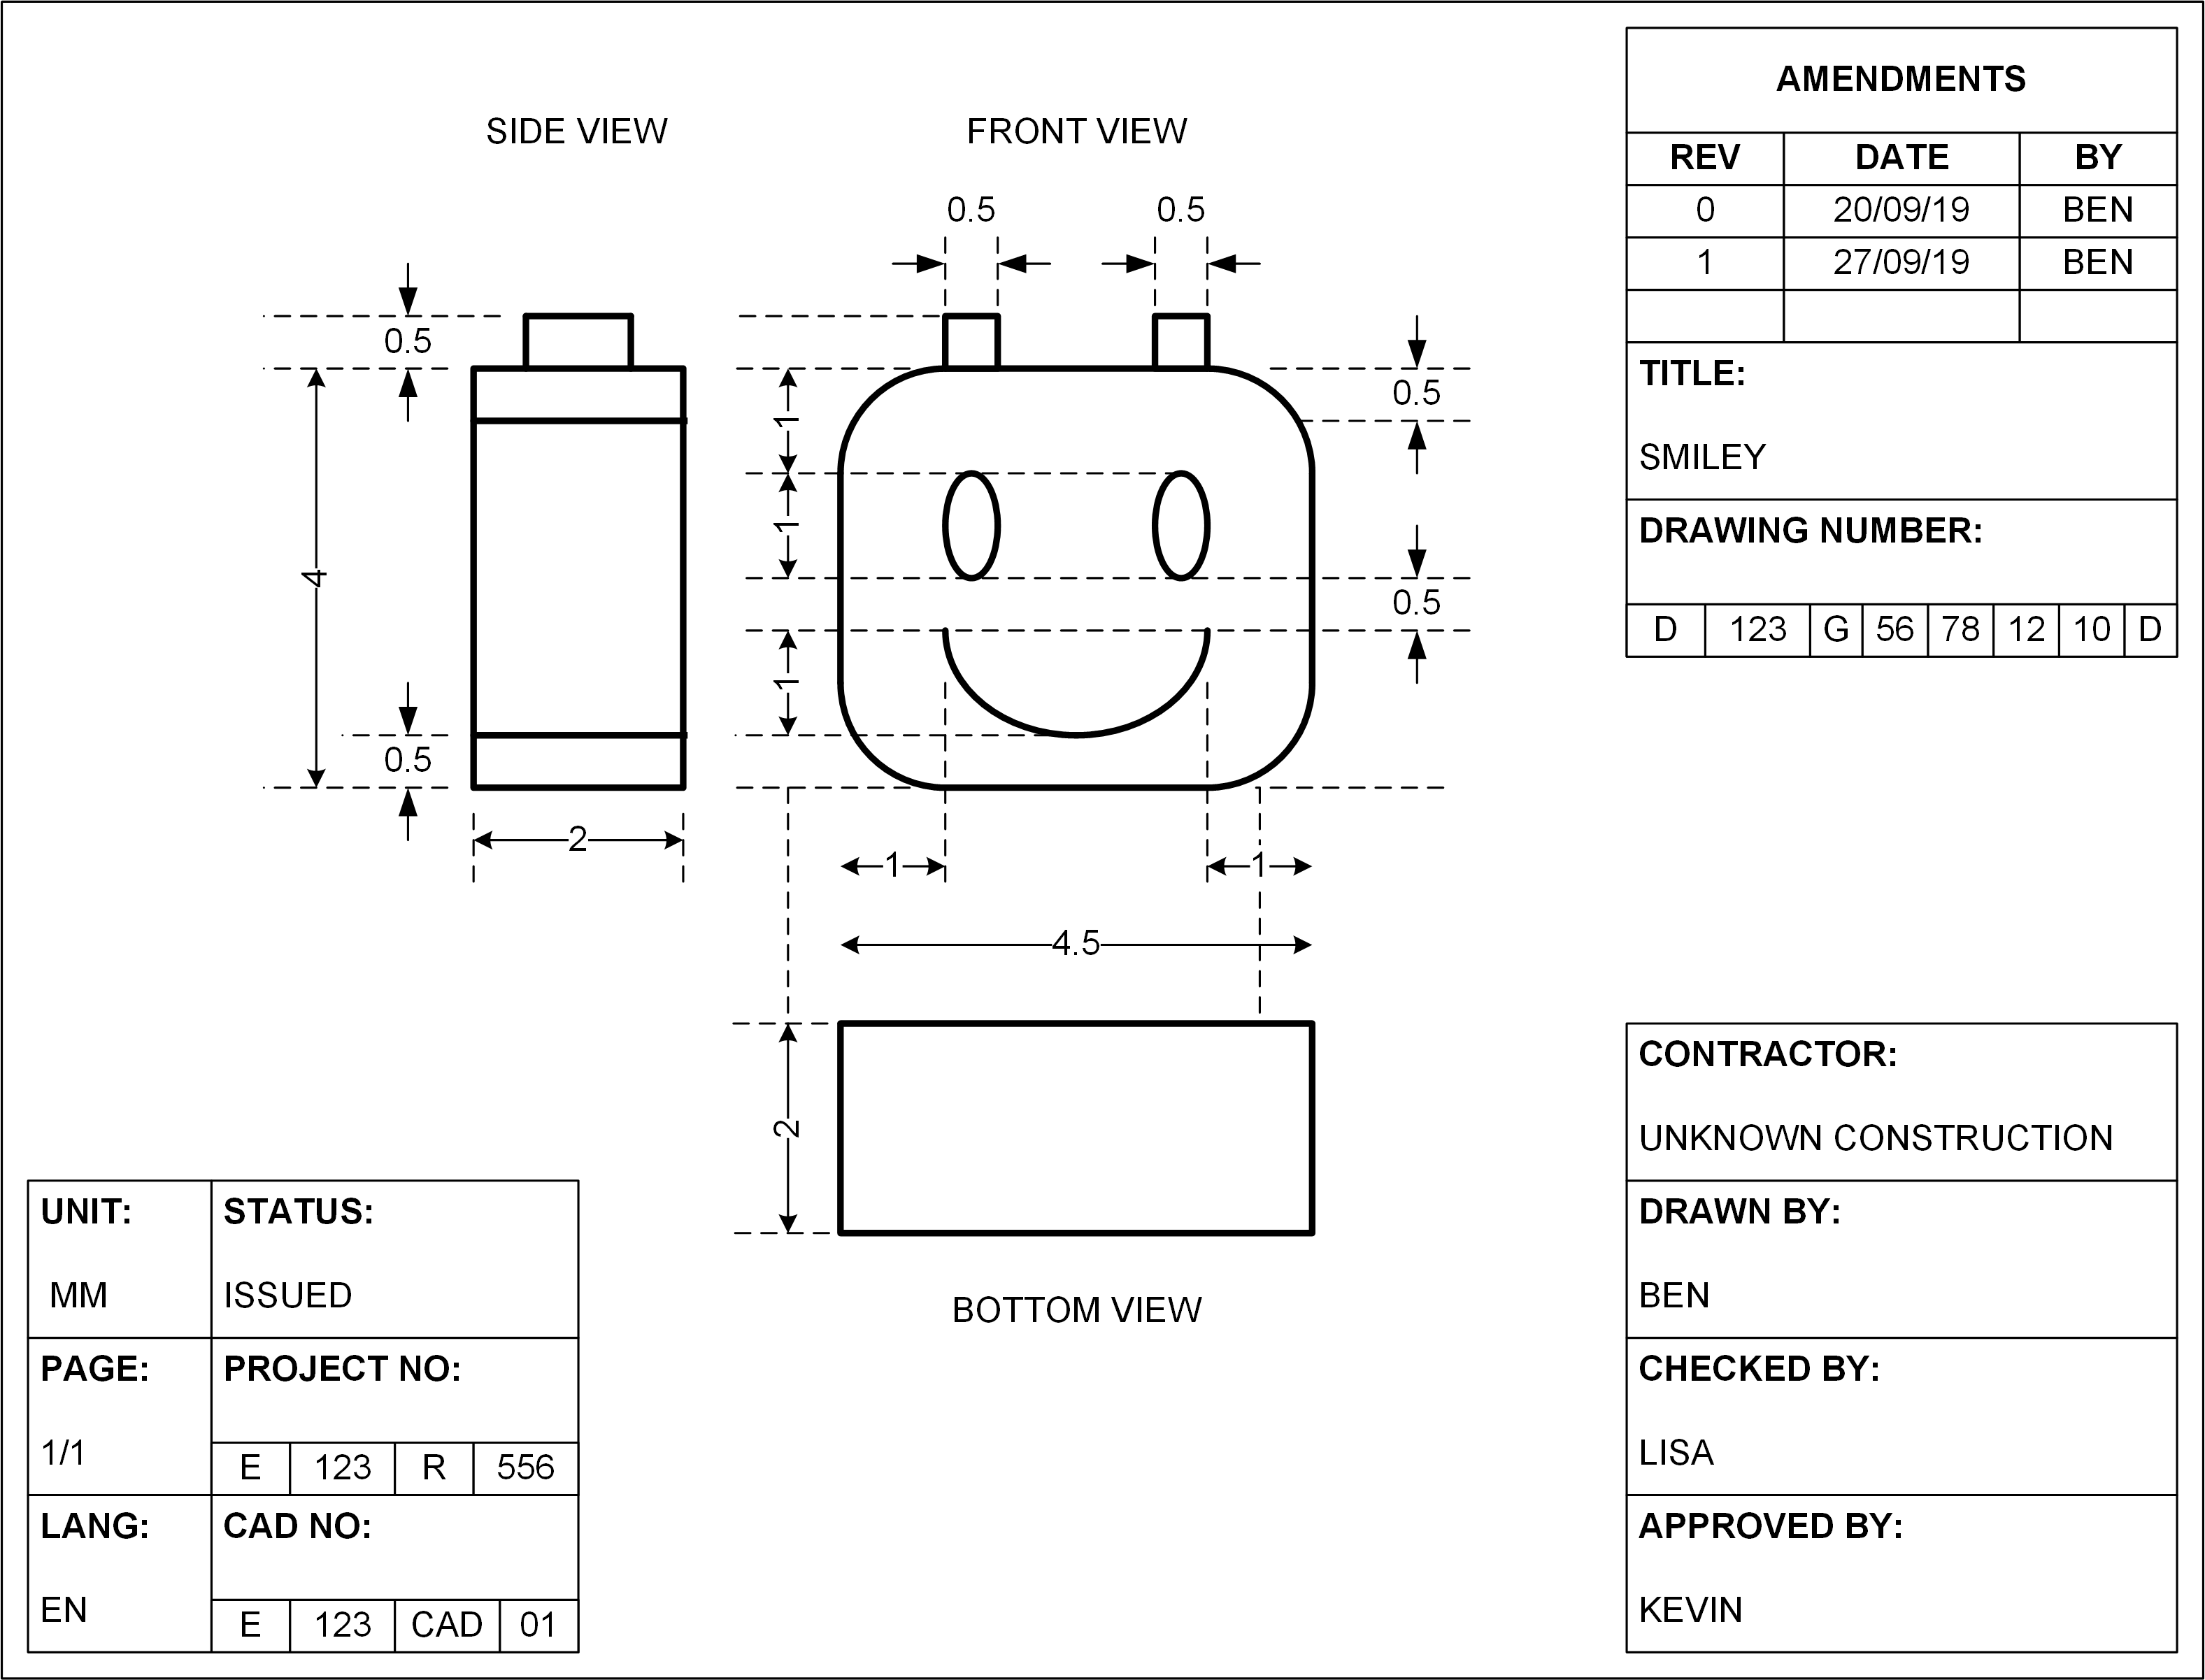 SIDE VIEW
FRONT VIEW
0.5 0.5
0.5
4
0.5
2
1
1
1
0.5
0.5
1 1
4.5
2
BOTTOM VIEW
AMENDMENTS
REV DATE BY
0 20/09/19 BEN
1 27/09/19 BEN
TITLE:
SMILEY
DRAWING NUMBER:
D 123 G 56 78 12 10 D
UNIT:
MM
STATUS:
ISSUED
PAGE:
1/1
PROJECT NO:
E 123 R 556
LANG:
EN
CAD NO:
E 123 CAD 01
CONTRACTOR:
UNKNOWN CONSTRUCTION
DRAWN BY:
BEN
CHECKED BY:
LISA
APPROVED BY:
KEVIN